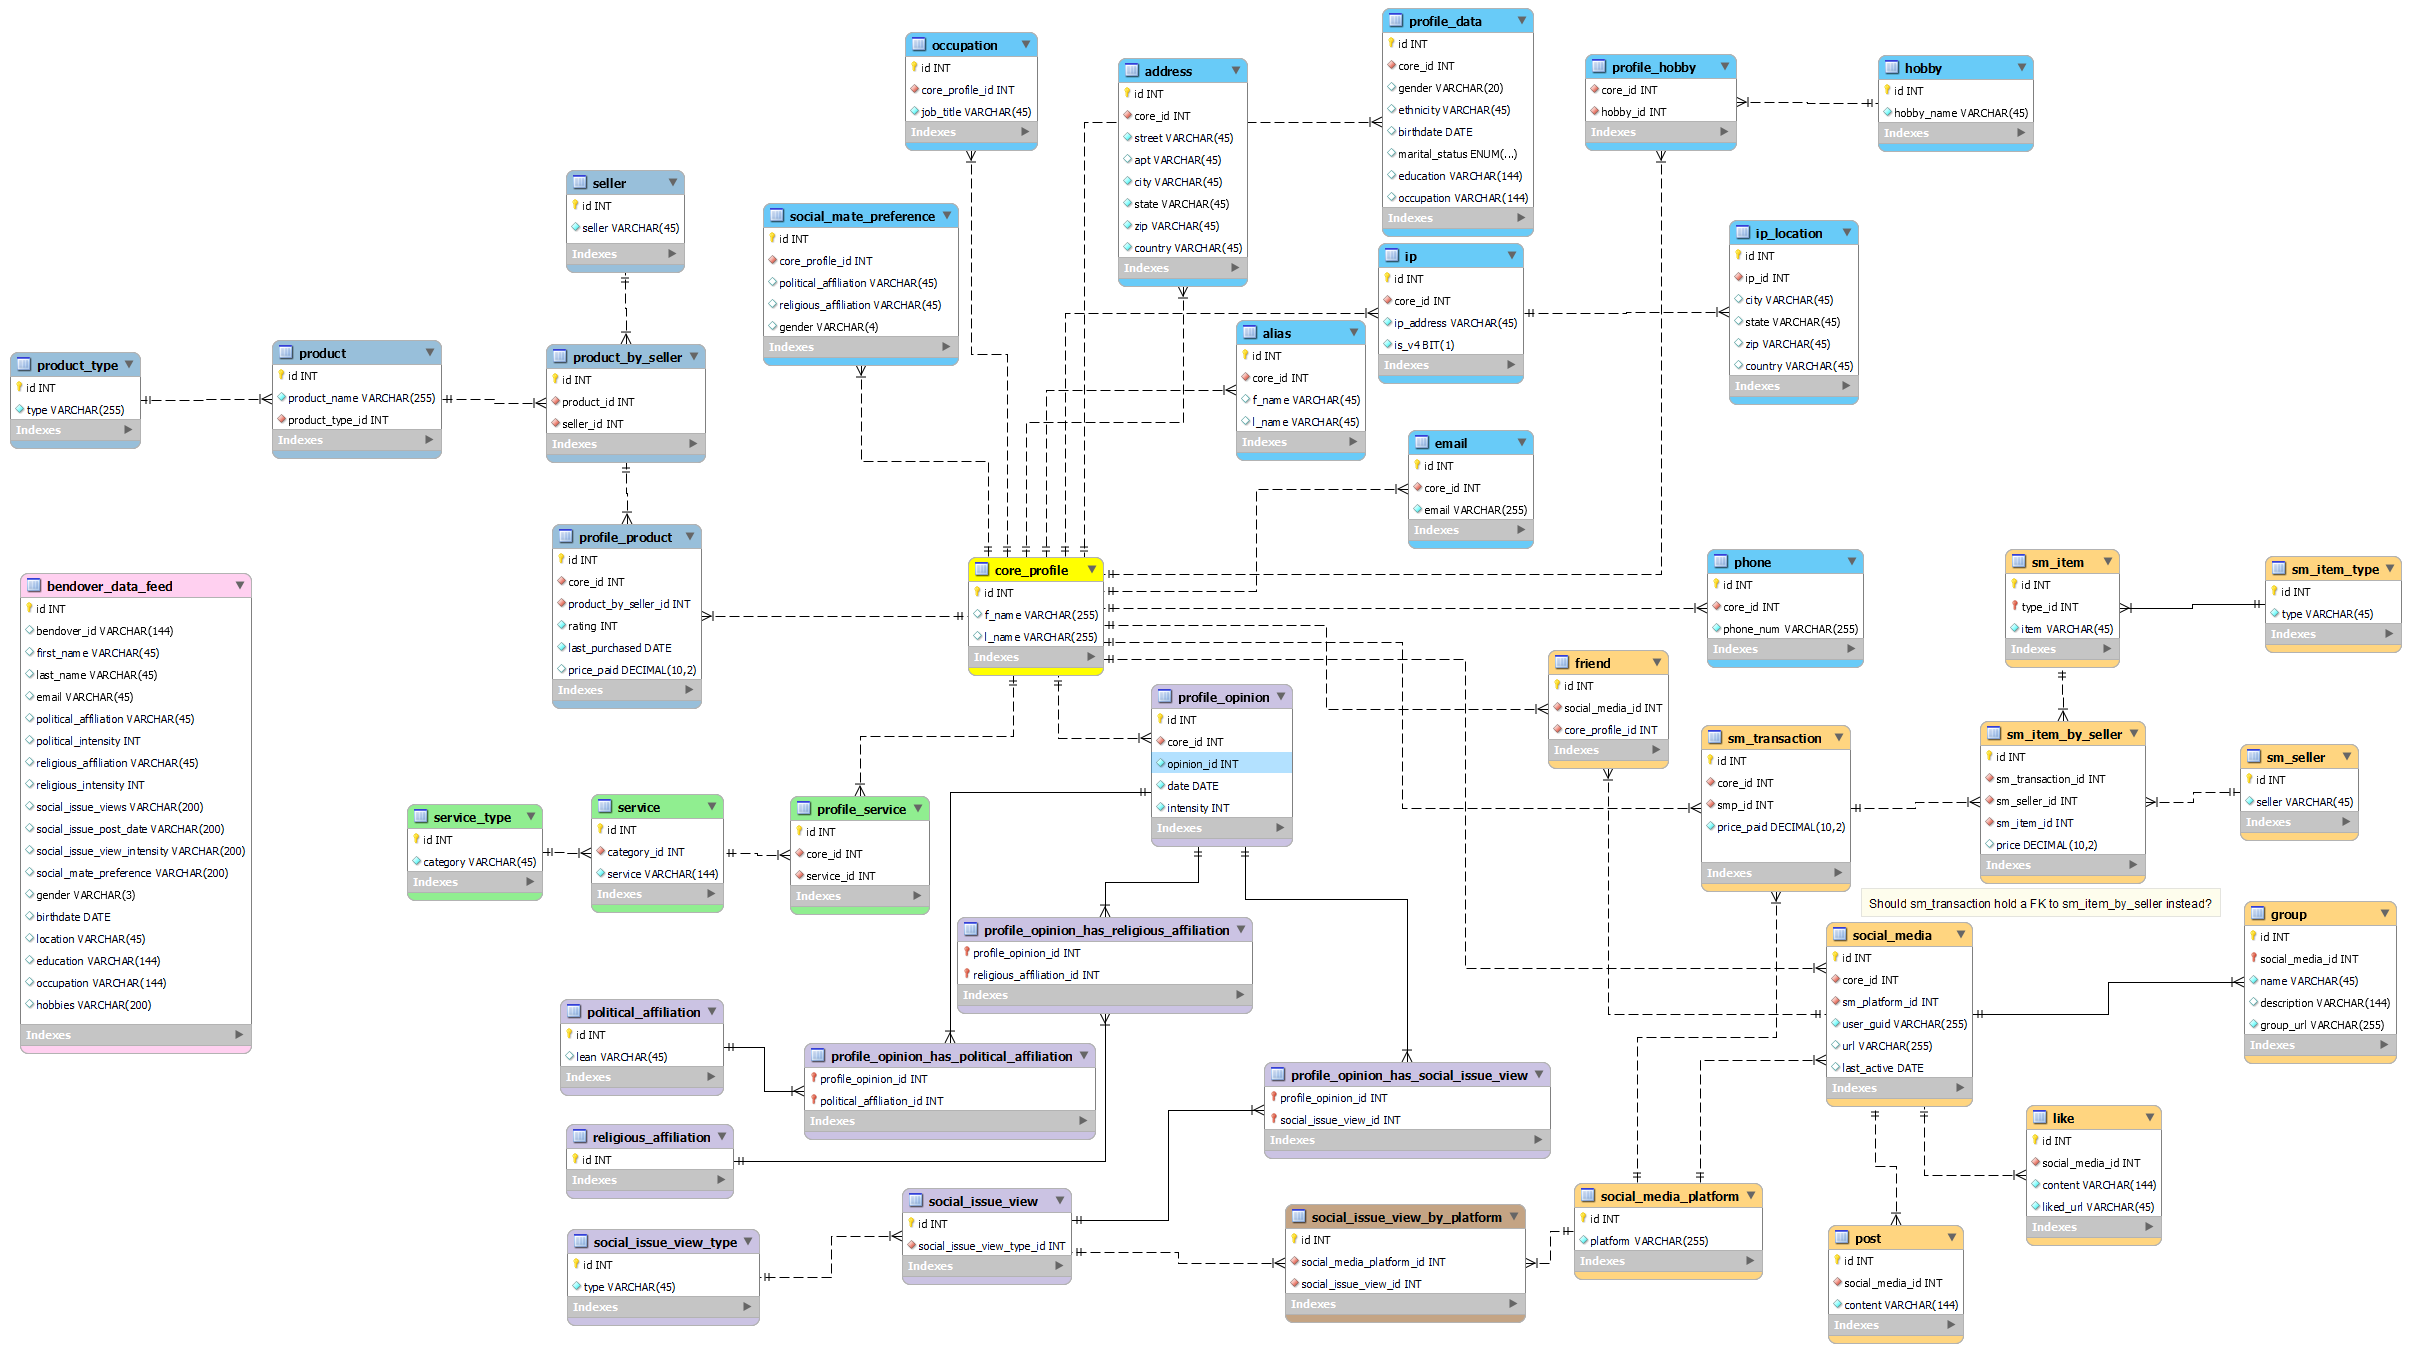 occupation
id INT
core_profile_id INT
job_title VARCHAR(45)
Indexes
address
id INT
core_id INT
street VARCHAR(45)
apt VARCHAR(45)
city VARCHAR(45)
state VARCHAR(45)
zip VARCHAR(45)
country VARCHAR(45)
Indexes
profile_data
id INT
core_id INT
gender VARCHAR(20)
ethnicity VARCHAR(45)
birthdate DATE
marital_status ENUM(...)
education VARCHAR(144)
occupation VARCHAR(144)
Indexes
profile_hobby
core_id INT
hobby_id INT
Indexes
hobby
id INT
hobby_name VARCHAR(45)
Indexes
seller
id INT
seller VARCHAR(45)
Indexes
social_mate_preference
id INT
core_profile_id INT
political_affiliation VARCHAR(45)
religious_affiliation VARCHAR(45)
gender VARCHAR(4)
Indexes
ip
id INT
core_id INT
ip_address VARCHAR(45)
is_v4 BIT(1)
Indexes
ip_location
id INT
ip_id INT
city VARCHAR(45)
state VARCHAR(45)
zip VARCHAR(45)
country VARCHAR(45)
Indexes
alias
id INT
core_id INT
f_name VARCHAR(45)
l_name VARCHAR(45)
Indexes
product_type
id INT
type VARCHAR(255)
Indexes
product
id INT
product_name VARCHAR(255)
product_type_id INT
Indexes
product_by_seller
id INT
product_id INT
seller_id INT
Indexes
email
id INT
core_id INT
email VARCHAR(255)
Indexes
profile_product
id INT
core_id INT
product_by_seller_id INT
rating INT
last_purchased DATE
price_paid DECIMAL(10,2)
Indexes
core_profile
id INT
f_name VARCHAR(255)
l_name VARCHAR(255)
Indexes
phone
id INT
core_id INT
phone_num VARCHAR(255)
Indexes
sm_item
id INT
type_id INT
item VARCHAR(45)
Indexes
sm_item_type
id INT
type VARCHAR(45)
Indexes
bendover_data_feed
id INT
bendover_id VARCHAR(144)
first_name VARCHAR(45)
last_name VARCHAR(45)
email VARCHAR(45)
political_affiliation VARCHAR(45)
political_intensity INT
religious_affiliation VARCHAR(45)
religious_intensity INT
social_issue_views VARCHAR(200)
social_issue_post_date VARCHAR(200)
social_issue_view_intensity VARCHAR(200)
social_mate_preference VARCHAR(200)
gender VARCHAR(3)
birthdate DATE
location VARCHAR(45)
education VARCHAR(144)
occupation VARCHAR(144)
hobbies VARCHAR(200)
Indexes
friend
id INT
social_media_id INT
core_profile_id INT
Indexes
profile_opinion
id INT
core_id INT
opinion_id INT
date DATE
intensity INT
Indexes
sm_transaction
id INT
core_id INT
smp_id INT
price_paid DECIMAL(10,2)
Indexes
sm_item_by_seller
id INT
sm_transaction_id INT
sm_seller_id INT
sm_item_id INT
price DECIMAL(10,2)
Indexes
sm_seller
id INT
seller VARCHAR(45)
Indexes
service_type
id INT
category VARCHAR(45)
Indexes
service
id INT
category_id INT
service VARCHAR(144)
Indexes
profile_service
id INT
core_id INT
service_id INT
Indexes
Should sm_transaction hold a FK to sm_item_by_seller instead?
profile_opinion_has_religious_affiliation
profile_opinion_id INT
religious_affiliation_id INT
Indexes
social_media
id INT
core_id INT
sm_platform_id INT
user_guid VARCHAR(255)
url VARCHAR(255)
last_active DATE
Indexes
group
id INT
social_media_id INT
name VARCHAR(45)
description VARCHAR(144)
group_url VARCHAR(255)
Indexes
political_affiliation
id INT
lean VARCHAR(45)
Indexes
profile_opinion_has_political_affiliation
profile_opinion_id INT
political_affiliation_id INT
Indexes
profile_opinion_has_social_issue_view
profile_opinion_id INT
social_issue_view_id INT
Indexes
religious_affiliation
id INT
Indexes
like
id INT
social_media_id INT
content VARCHAR(144)
liked_url VARCHAR(45)
Indexes
social_issue_view
id INT
social_issue_view_type_id INT
Indexes
social_issue_view_by_platform
id INT
social_media_platform_id INT
social_issue_view_id INT
Indexes
social_media_platform
id INT
platform VARCHAR(255)
Indexes
social_issue_view_type
id INT
type VARCHAR(45)
Indexes
post
id INT
social_media_id INT
content VARCHAR(144)
Indexes